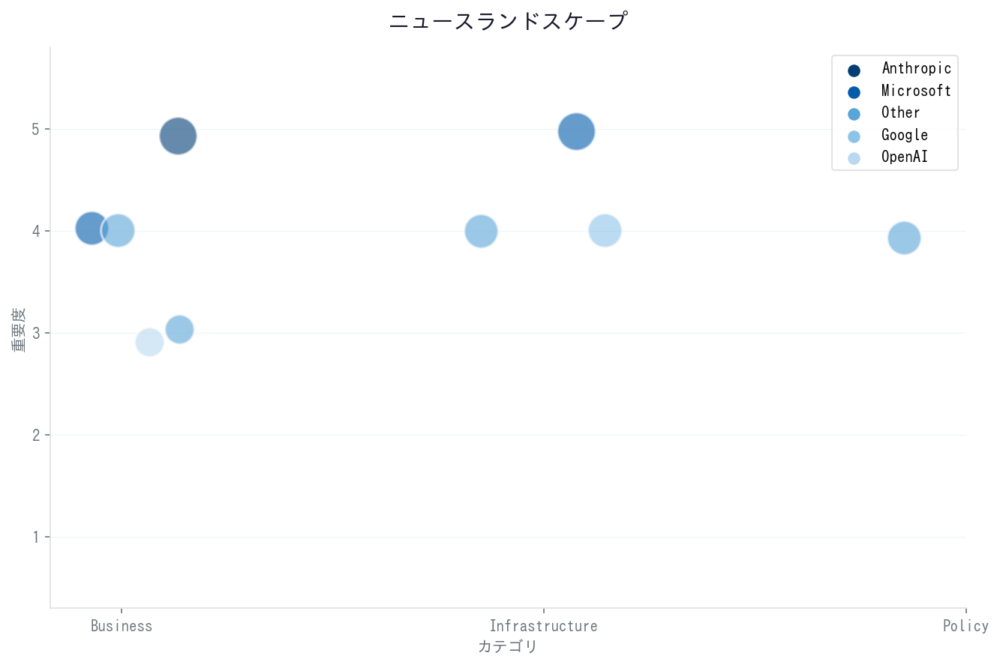 ニュースランドスケープ
Anthropic
Microsoft
Other
Google
OpenAI
5
4
3
2
1
重要度
Business
Infrastructure
Policy
カテゴリ